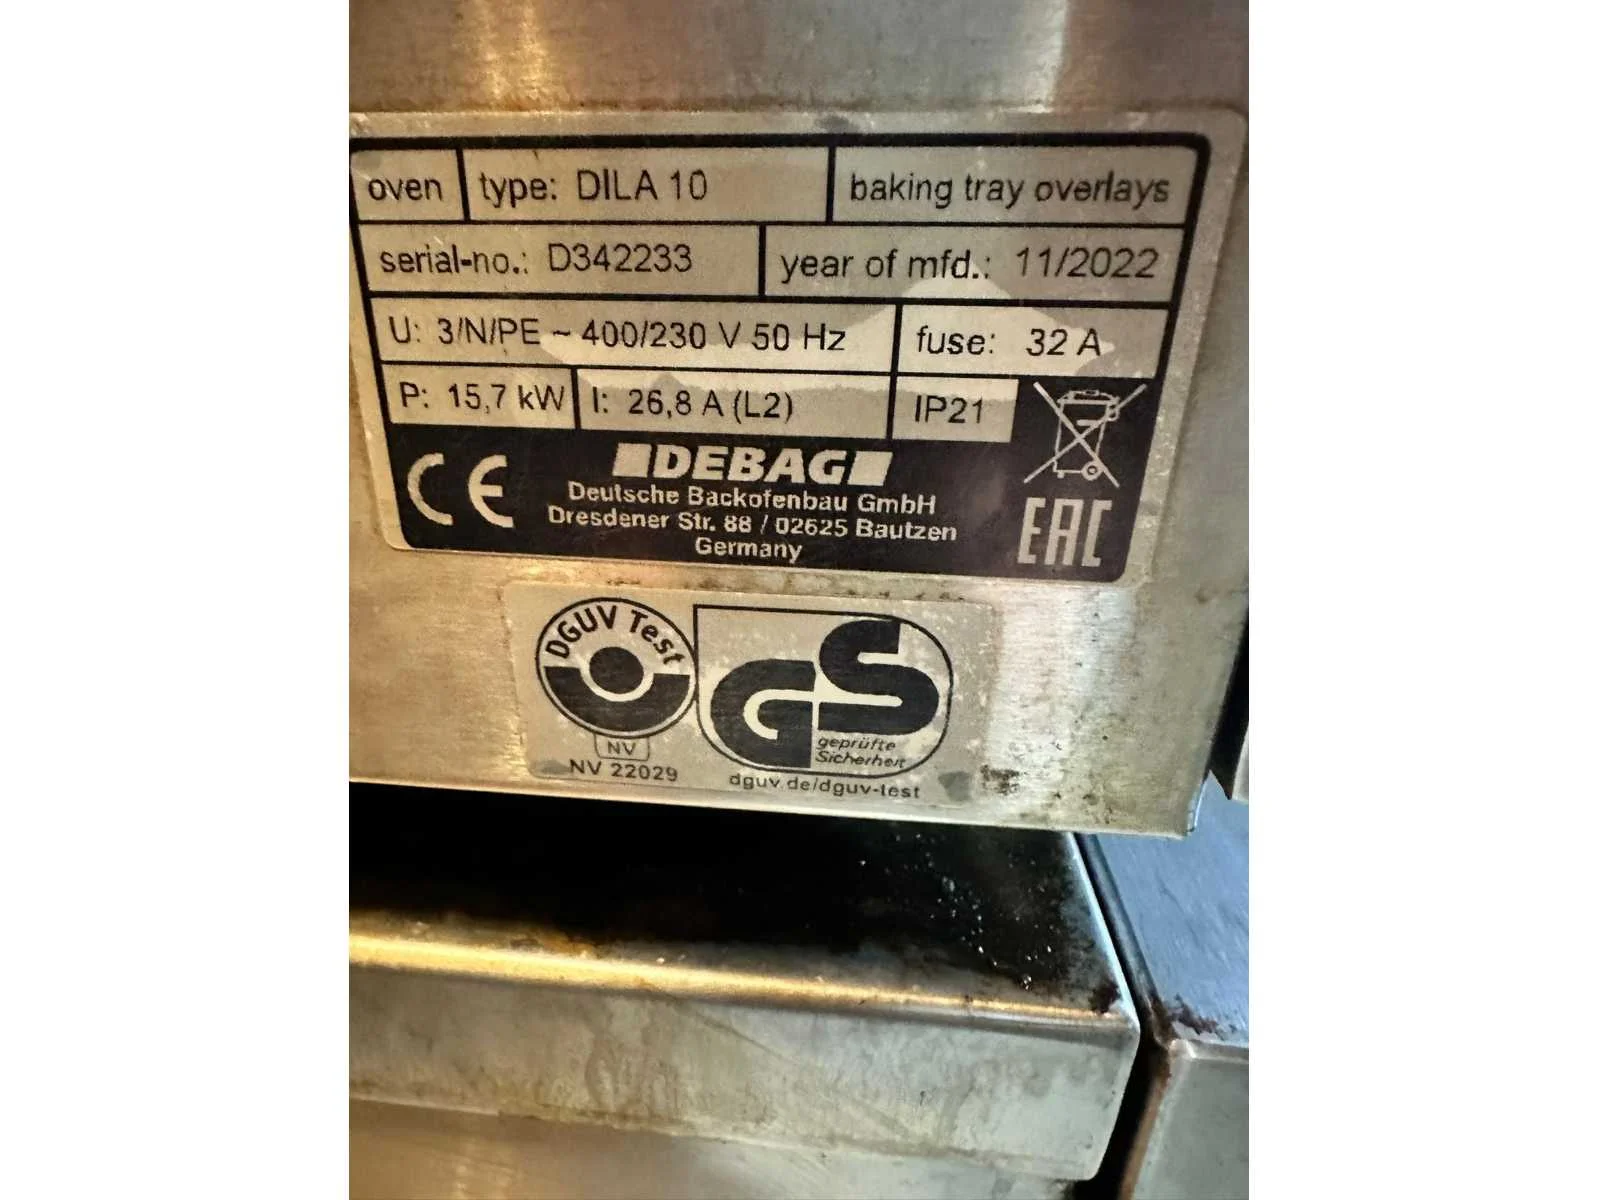 oven type: DILA 10 baking tray overlays
serial-no.: D342233 year of mfd.: 11/2022
U: 3/N/PE ~ 400/230 V 50 Hz fuse: 32 A
P: 15,7 kW I: 26,8 A (L2) IP21
CE
DEBAG
Deutsche Backofenbau GmbH
Dresdener Str. 88 / 02625 Bautzen
Germany
EAC
DGUV Test
GS
geprüfte
Sicherheit
NV
NV 22029
dguv.de/dguv-test